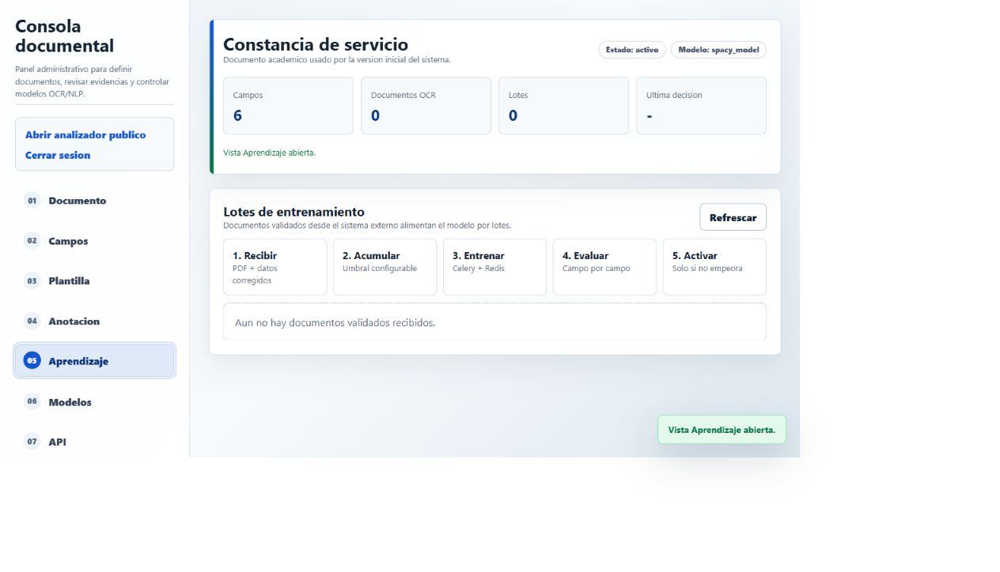 Consola
documental
Panel administrativo para definir
documentos, revisar evidencias y controlar
modelos OCR/NLP.
Abrir analizador publico
Cerrar sesion
01 Documento
02 Campos
03 Plantilla
04 Anotacion
05 Aprendizaje
06 Modelos
07 API
Constancia de servicio
Documento academico usado por la version inicial del sistema.
Estado: activo
Modelo: spacy_model
Campos
6
Documentos OCR
0
Lotes
0
Ultima decision
-
Vista Aprendizaje abierta.
Lotes de entrenamiento
Documentos validados desde el sistema externo alimentan el modelo por lotes.
Refrescar
1. Recibir
PDF + datos
corregidos
2. Acumular
Umbral configurable
3. Entrenar
Celery + Redis
4. Evaluar
Campo por campo
5. Activar
Solo si no empeora
Aun no hay documentos validados recibidos.
Vista Aprendizaje abierta.